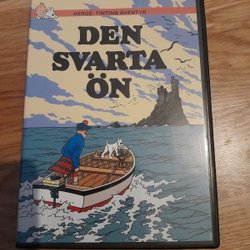 HERGÉ: TINTINS ÄVENTYR
DEN
SVARTA
ÖN